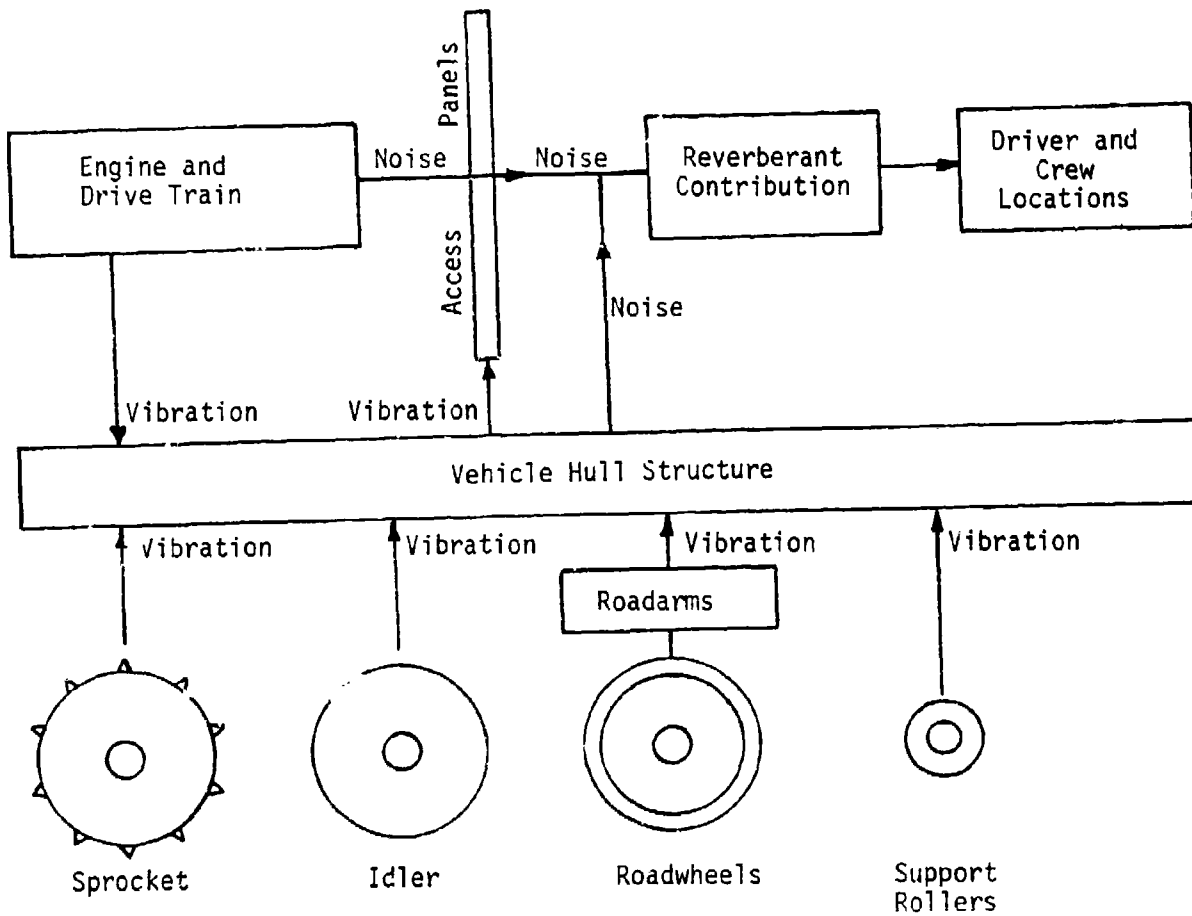 Panels
Access
Engine and
Drive Train
Noise
Noise
Reverberant
Contribution
Driver and
Crew
Locations
Noise
Vibration
Vibration
Vehicle Hull Structure
Vibration
Vibration
Vibration
Vibration
Roadarms
Sprocket
Idler
Roadwheels
Support
Rollers